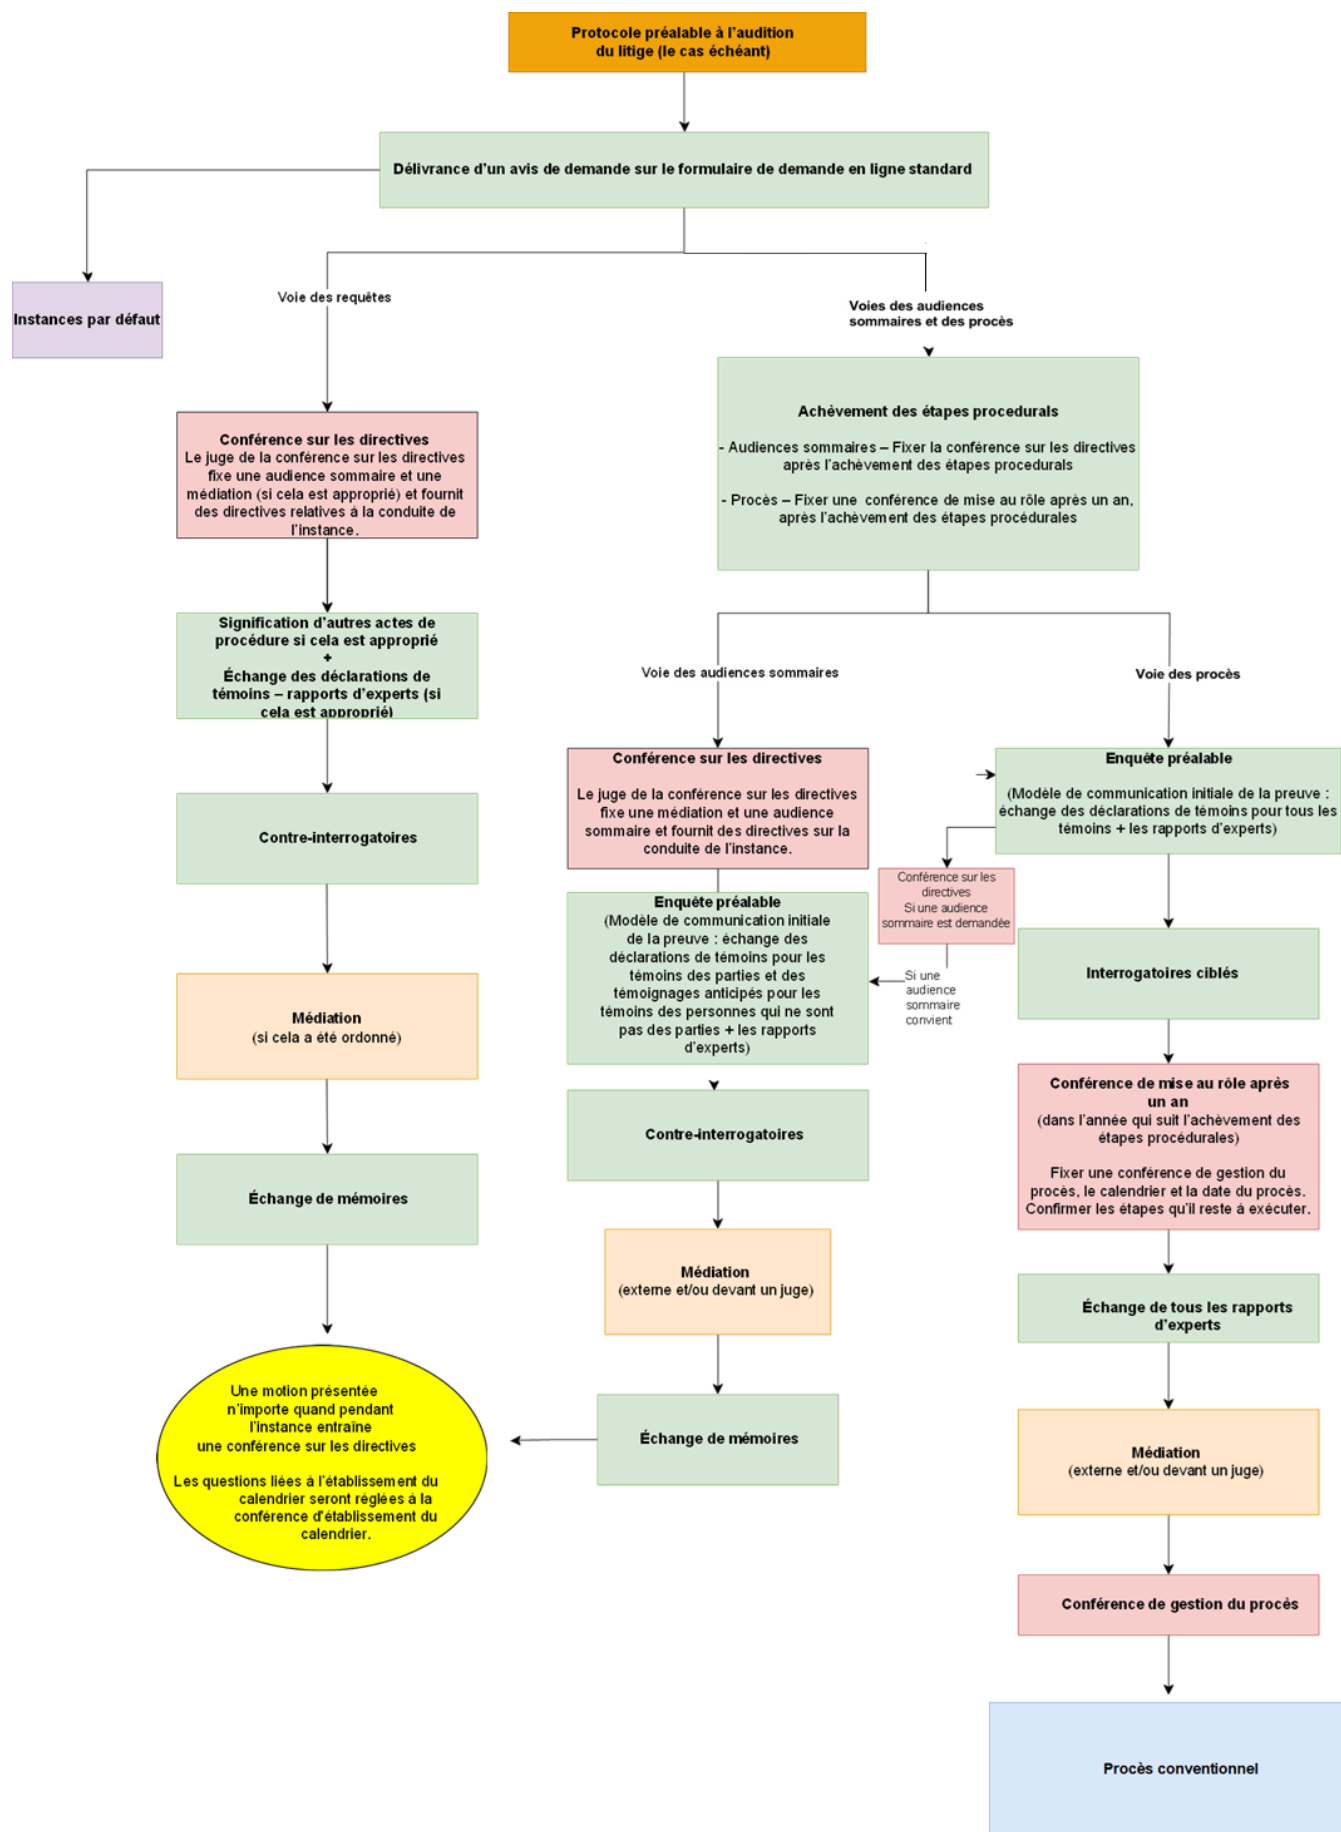 Protocole préalable à l'audition
du litige (le cas échéant)
Délivrance d'un avis de demande sur le formulaire de demande en ligne standard
Instances par défaut
Voie des requêtes
Voies des audiences
sommaires et des procès
Conférence sur les directives
Le juge de la conférence sur les directives
fixe une audience sommaire et une
médiation (si cela est approprié) et fournit
des directives relatives à la conduite de
l'instance.
Achèvement des étapes procedurals
- Audiences sommaires – Fixer la conférence sur les directives
après l'achèvement des étapes procedurals
- Procès – Fixer une conférence de mise au rôle après un an,
après l'achèvement des étapes procédurales
Signification d'autres actes de
procédure si cela est approprié
+
Échange des déclarations de
témoins – rapports d'experts (si
cela est approprié)
Contre-interrogatoires
Médiation
(si cela a été ordonné)
Échange de mémoires
Une motion présentée
n'importe quand pendant
l'instance entraîne
une conférence sur les directives
Les questions liées à l'établissement du
calendrier seront réglées à la
conférence d'établissement du
calendrier.
Voie des audiences sommaires
Conférence sur les directives
Le juge de la conférence sur les directives
fixe une médiation et une audience
sommaire et fournit des directives sur la
conduite de l'instance.
Enquête préalable
(Modèle de communication initiale
de la preuve : échange des
déclarations de témoins pour les
témoins des parties et des
témoignages anticipés pour les
témoins des personnes qui ne sont
pas des parties + les rapports
d'experts)
Contre-interrogatoires
Médiation
(externe et/ou devant un juge)
Échange de mémoires
Voie des procès
Enquête préalable
(Modèle de communication initiale de la preuve :
échange des déclarations de témoins pour tous les
témoins + les rapports d'experts)
Conférence sur les
directives
Si une audience
sommaire est demandée
Si une
audience
sommaire
convient
Interrogatoires ciblés
Conférence de mise au rôle après
un an
(dans l'année qui suit l'achèvement des
étapes procédurales)
Fixer une conférence de gestion du
procès, le calendrier et la date du procès.
Confirmer les étapes qu'il reste à exécuter.
Échange de tous les rapports
d'experts
Médiation
(externe et/ou devant un juge)
Conférence de gestion du procès
Procès conventionnel